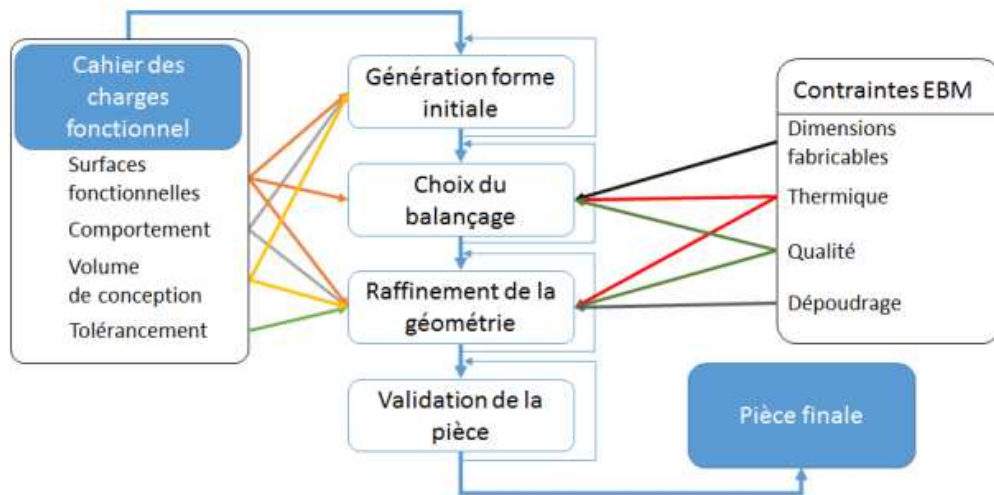 Cahier des
charges
fonctionnel
Surfaces
fonctionnelles
Comportement
Volume
de conception
Tolérancement
Génération forme
initiale
Choix du
balançage
Raffinement de la
géométrie
Validation de la
pièce
Contraintes EBM
Dimensions
fabricables
Thermique
Qualité
Dépoudrage
Pièce finale